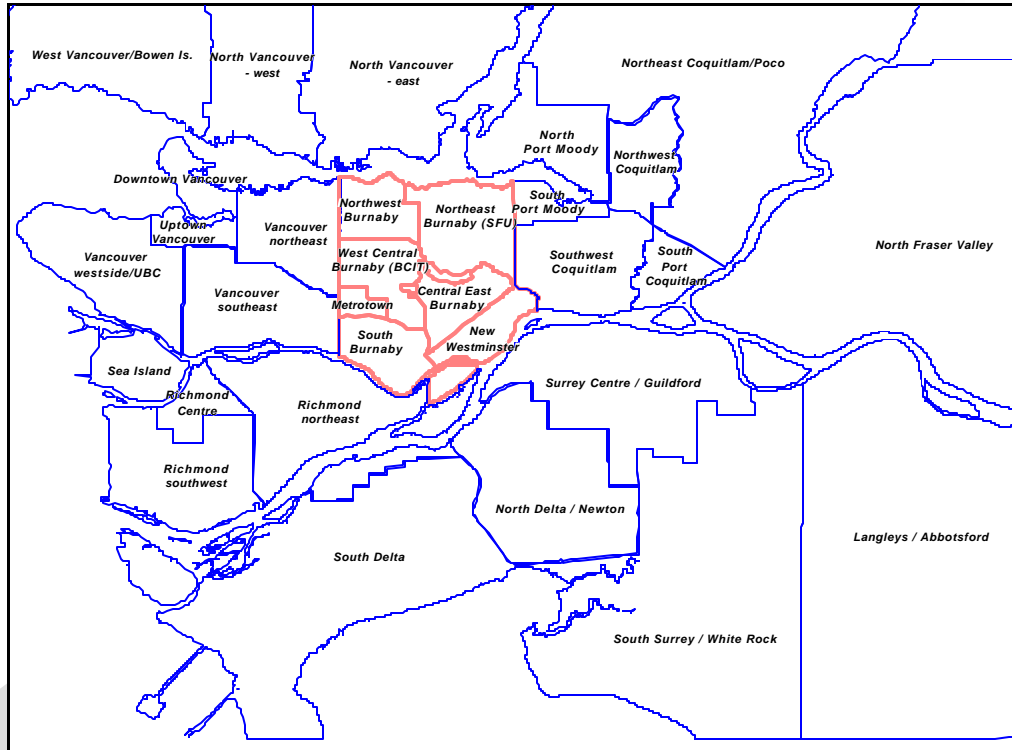 West Vancouver/Bowen Is.
North Vancouver
- west
North Vancouver
- east
Northeast Coquitlam/Poco
North
Port Moody
Northwest
Coquitlam
Downtown Vancouver
Northwest
Burnaby
Northeast
Burnaby (SFU)
South
Port Moody
Uptown
Vancouver
Vancouver
northeast
Vancouver
westside/UBC
West Central
Burnaby (BCIT)
Southwest
Coquitlam
South
Port
Coquitlam
North Fraser Valley
Vancouver
southeast
Metrotown
Central East
Burnaby
South
Burnaby
New
Westminster
Sea Island
Richmond
Centre
Richmond
northeast
Surrey Centre / Guildford
Richmond
southwest
North Delta / Newton
South Delta
Langleys / Abbotsford
South Surrey / White Rock